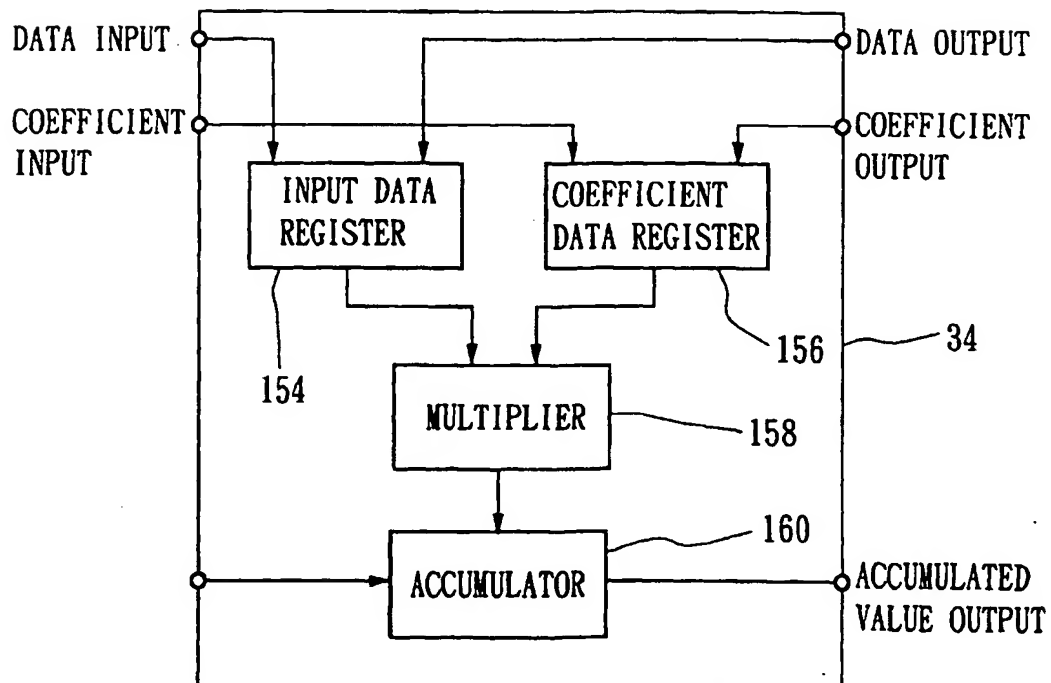 DATA INPUT
DATA OUTPUT
COEFFICIENT
INPUT
COEFFICIENT
OUTPUT
INPUT DATA
REGISTER
COEFFICIENT
DATA REGISTER
154
156
34
MULTIPLIER
158
160
ACCUMULATOR
ACCUMULATED
VALUE OUTPUT